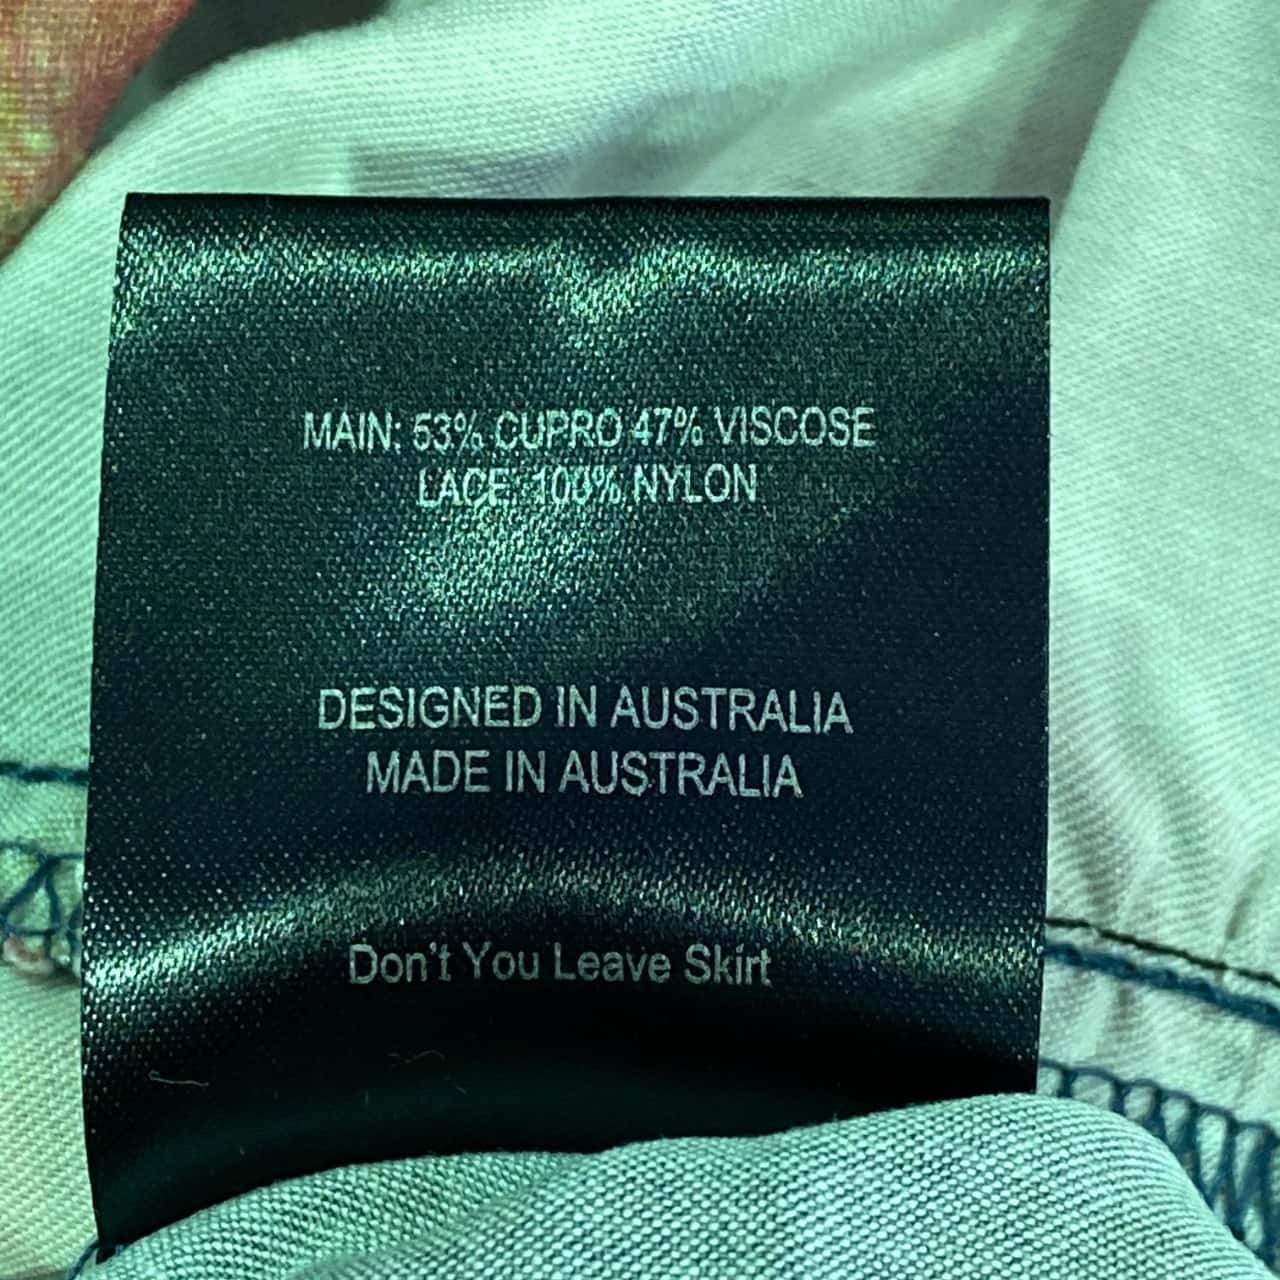 MAIN: 53% CUPRO 47% VISCOSE
LACE: 100% NYLON
DESIGNED IN AUSTRALIA
MADE IN AUSTRALIA
Don't You Leave Skirt